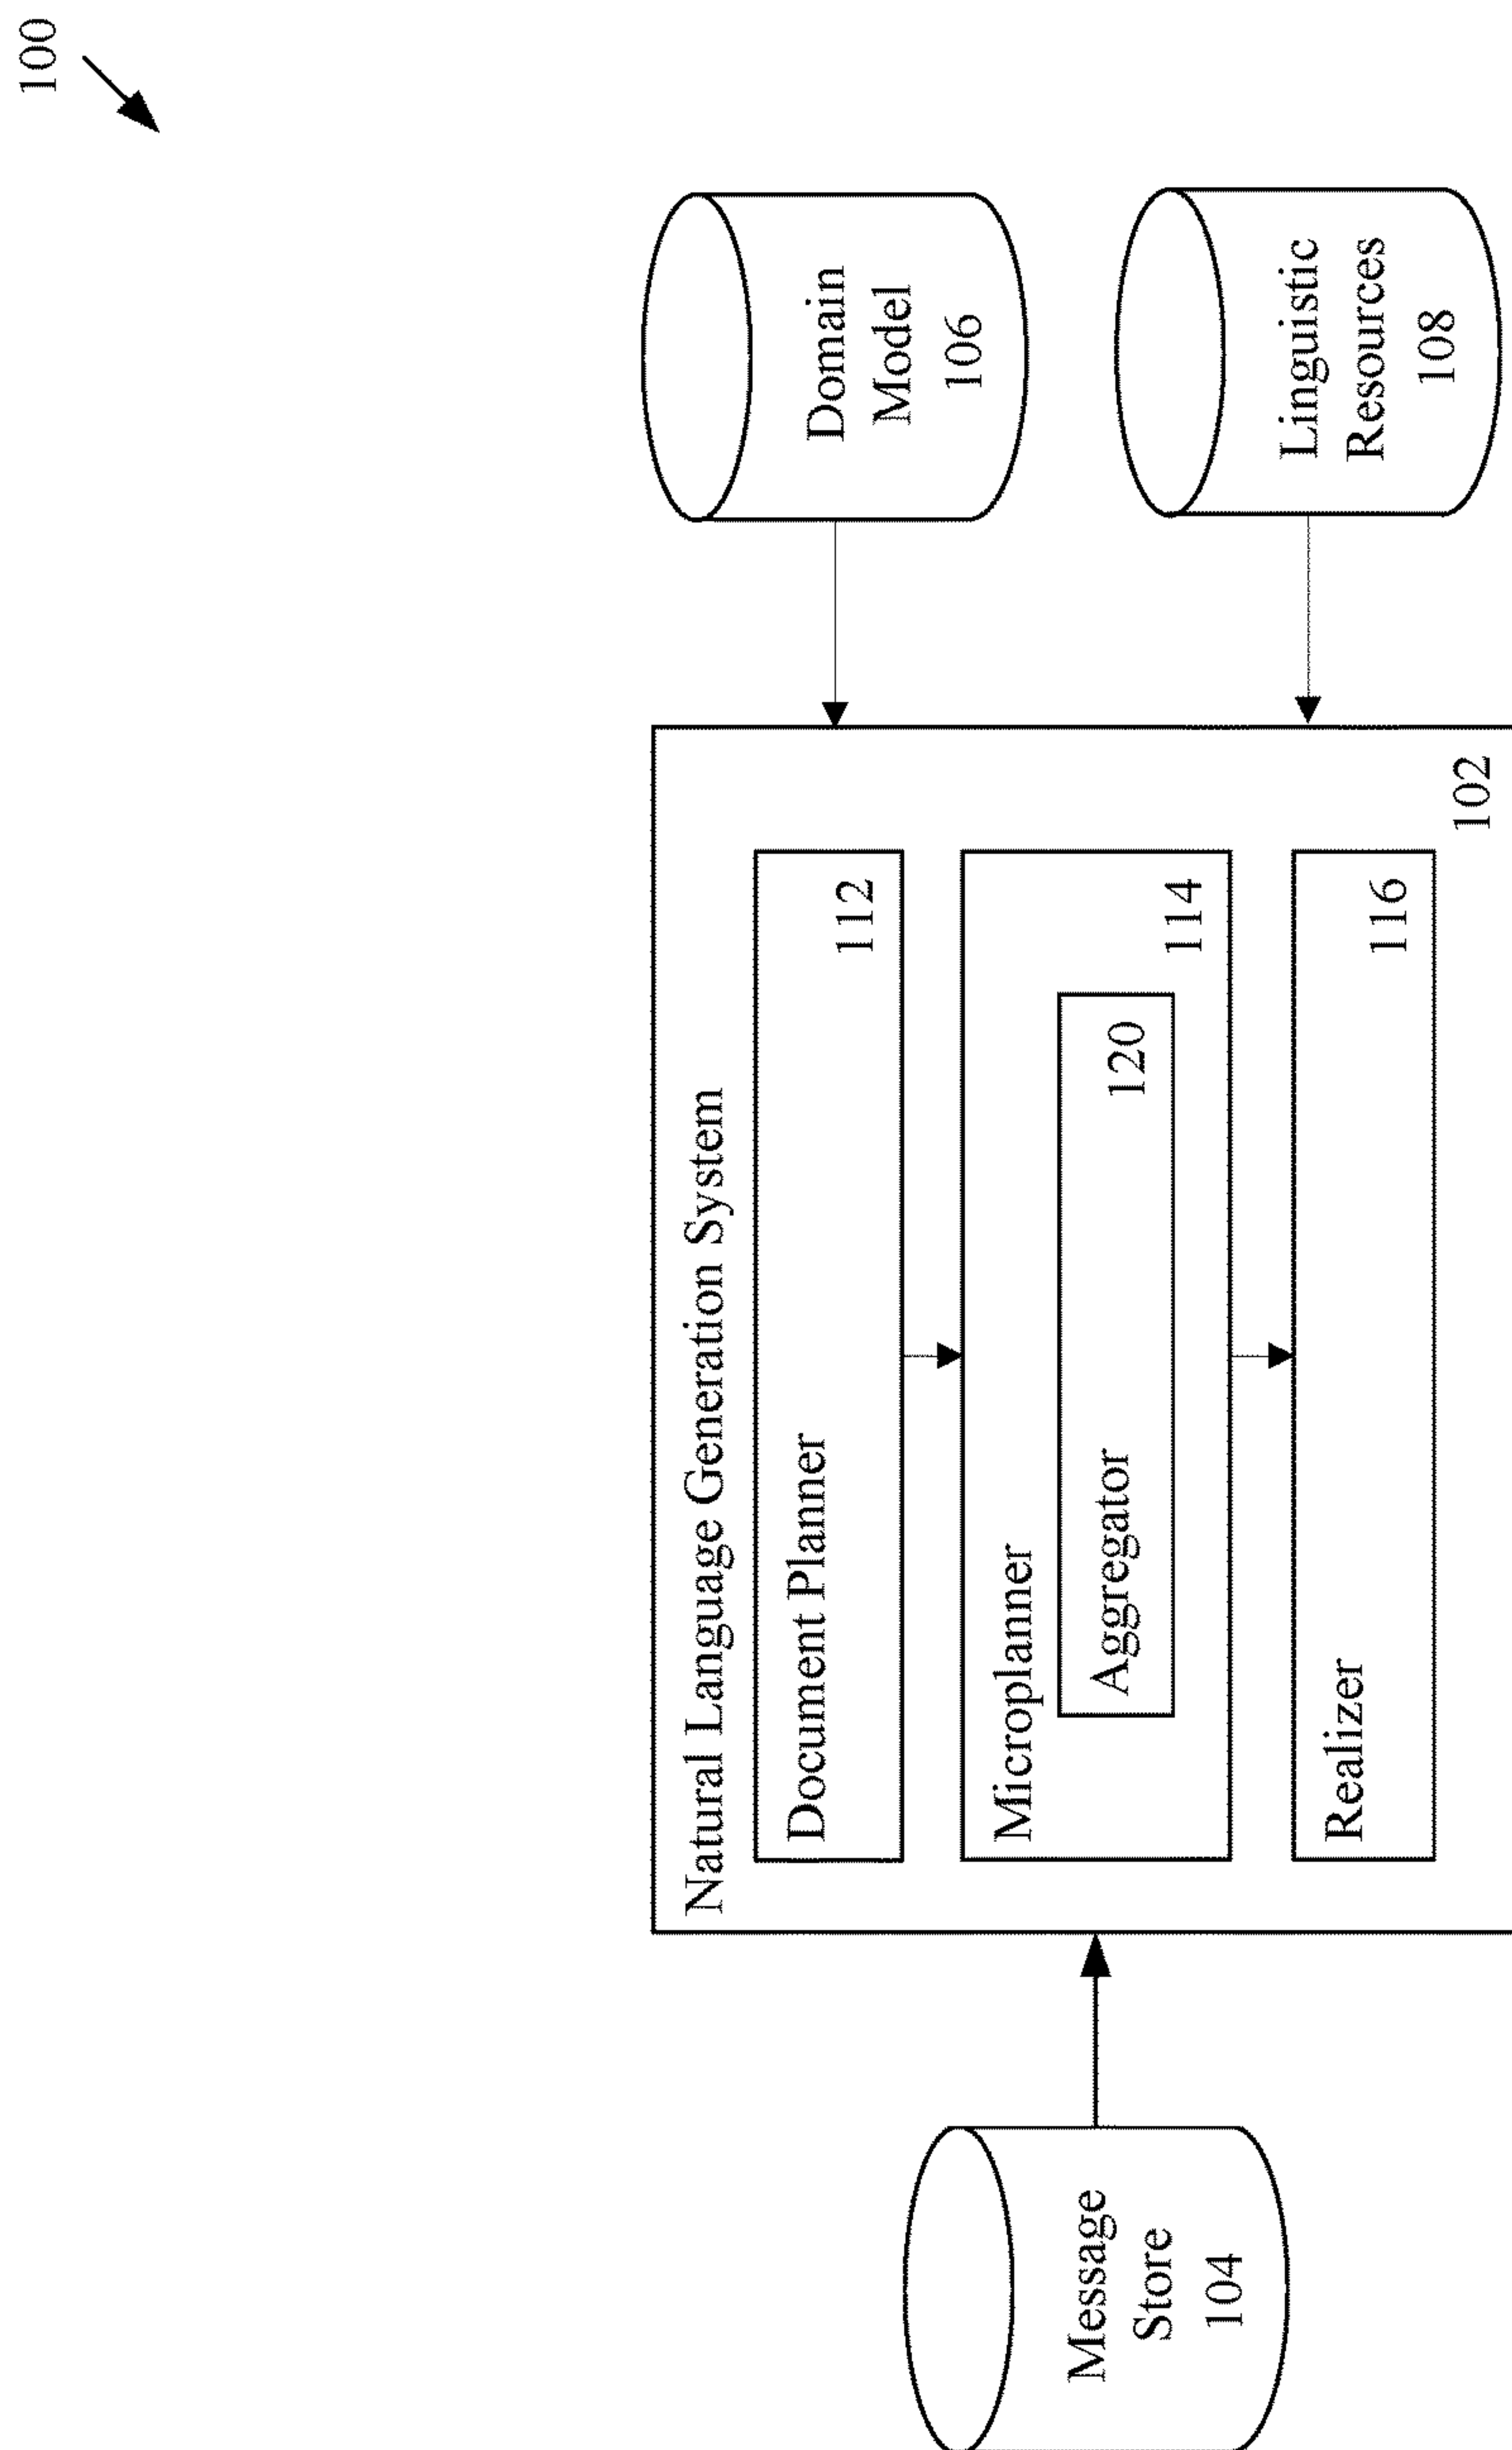 100
Natural Language Generation System
Document Planner
112
Microplanner
114
Aggregator
120
Realizer
116
102
Message
Store
104
Domain
Model
106
Linguistic
Resources
108